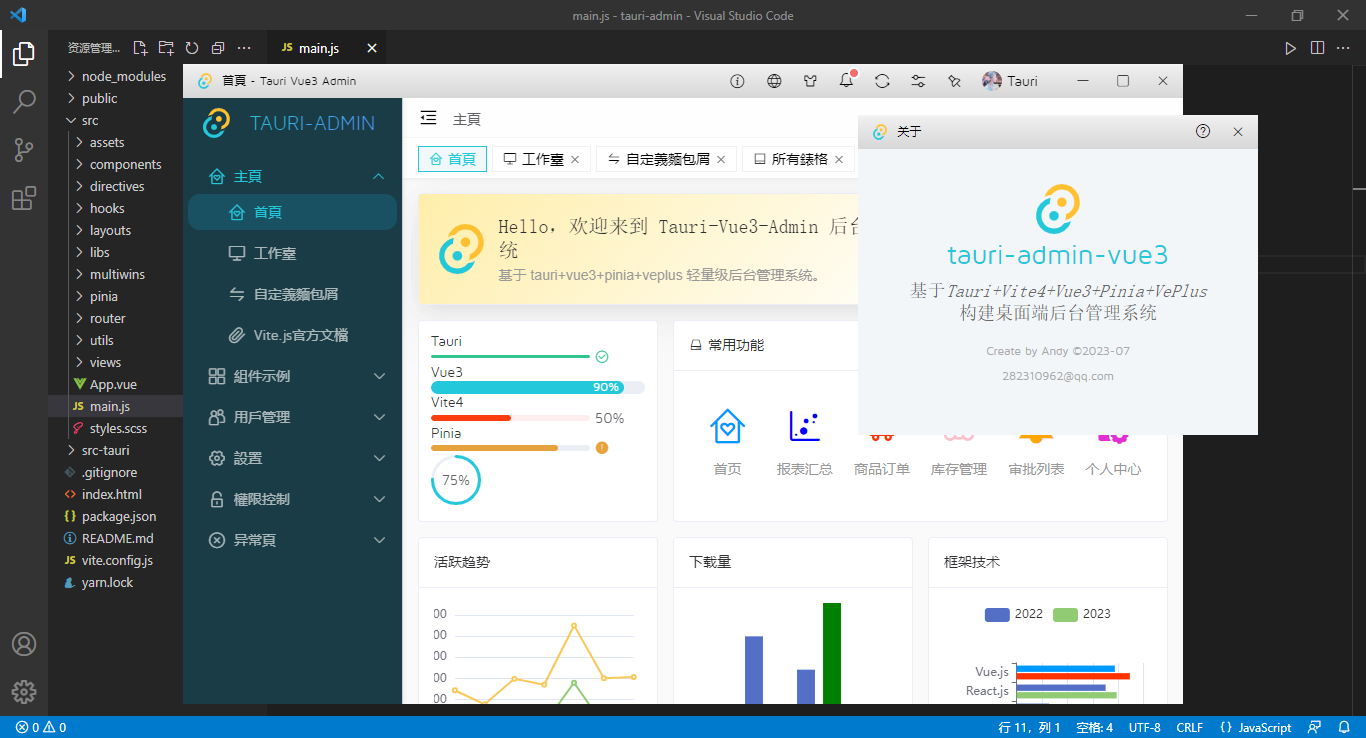 main.js - tauri-admin - Visual Studio Code
资源管理...
JS main.js
node_modules
public
src
assets
components
directives
hooks
layouts
libs
multiwins
pinia
router
utils
views
App.vue
JS main.js
styles.scss
src-tauri
.gitignore
index.html
package.json
README.md
JS vite.config.js
yarn.lock
首頁 - Tauri Vue3 Admin
Tauri
TAURI-ADMIN
主頁
首頁
工作室
自定義麵包屑
Vite.js官方文檔
組件示例
用戶管理
設置
權限控制
异常頁
主頁
首頁
工作臺
自定義麵包屑
所有錶格
Hello, 欢迎来到 Tauri-Vue3-Admin 后台
统
基于 tauri+vue3+pinia+veplus 轻量级后台管理系统。
Tauri
Vue3
90%
Vite4
50%
Pinia
75%
常用功能
首页
报表汇总
商品订单
库存管理
审批列表
个人中心
活跃趋势
00
00
00
00
00
下载量
框架技术
2022
2023
Vue.js
React.js
关于
tauri-admin-vue3
基于Tauri+Vite4+Vue3+Pinia+VePlus
构建桌面端后台管理系统
Create by Andy ©2023-07
282310962@qq.com
0
0
行 11，列 1
空格: 4
UTF-8
CRLF
{ } JavaScript